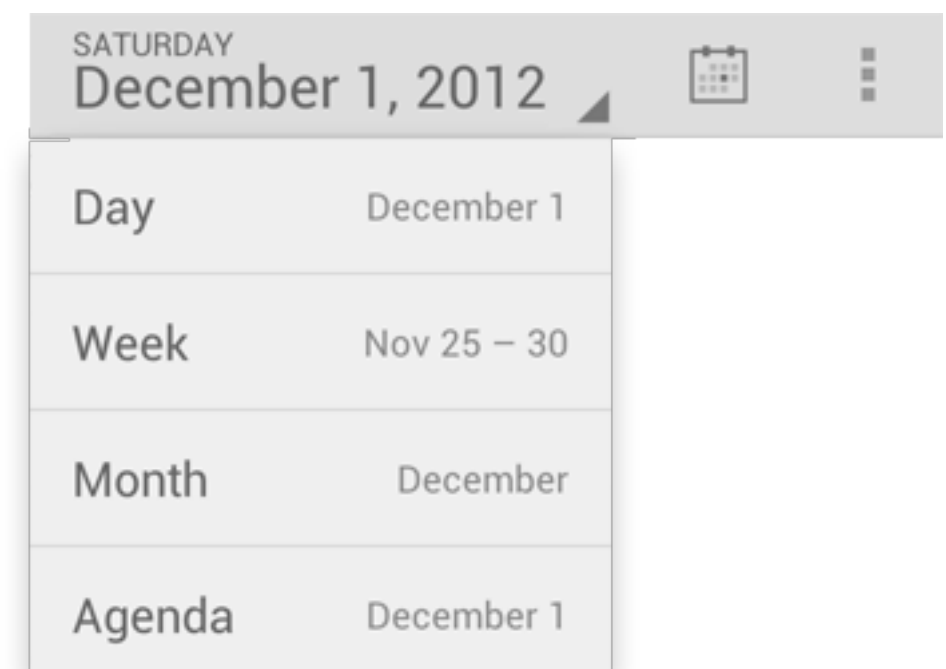 SATURDAY
December 1, 2012
Day December 1
Week Nov 25 – 30
Month December
Agenda December 1